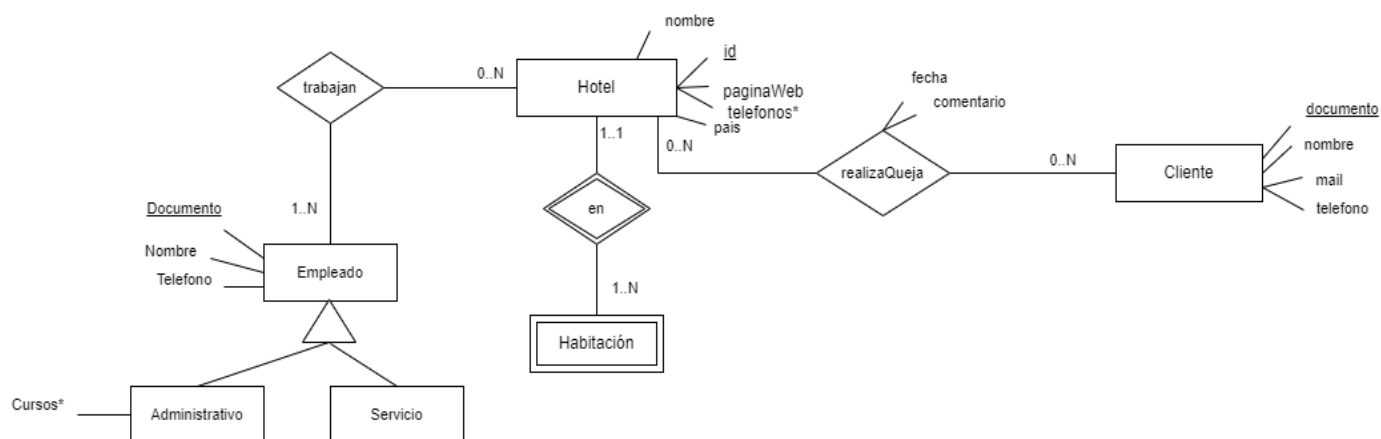 nombre
id
trabajan
0..N
Hotel
paginaWeb
telefonos*
pais
fecha
comentario
documento
nombre
mail
telefono
1..1
0..N
realizaQueja
0..N
Cliente
Documento
1..N
en
Nombre
Telefono
Empleado
1..N
Habitación
Cursos*
Administrativo
Servicio